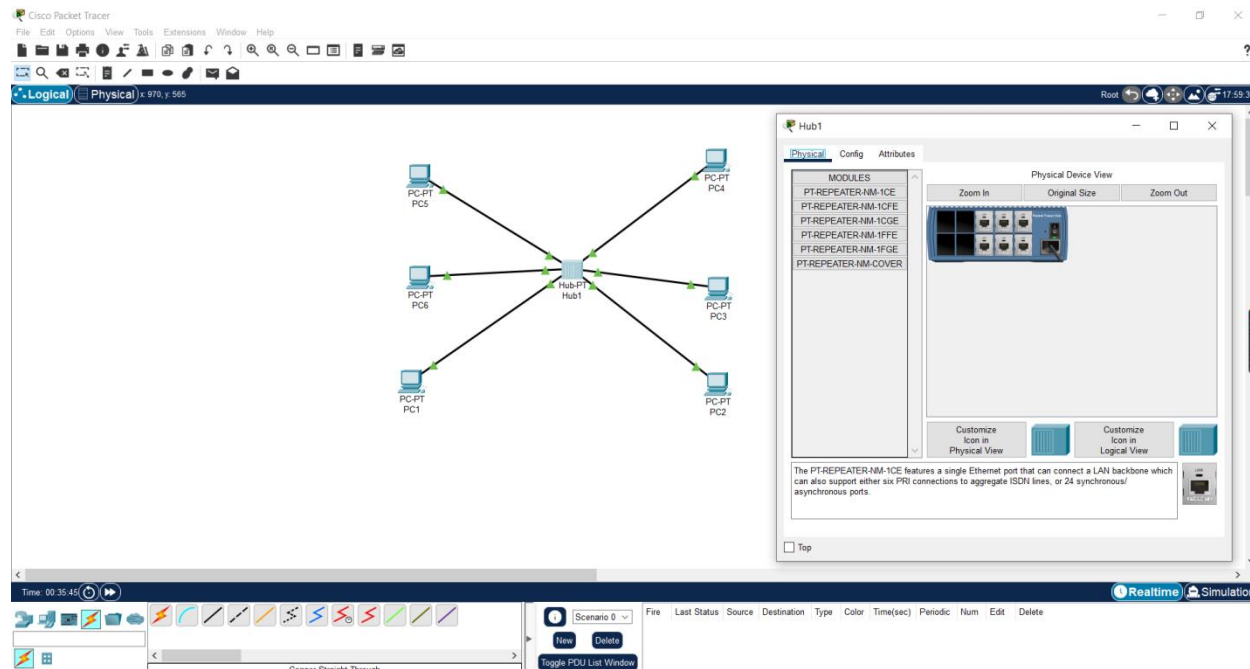 Cisco Packet Tracer
File Edit Options View Tools Extensions Window Help
?
Logical Physical x: 970, y: 565
Root 17:59:3
PC-PT
PC5
PC-PT
PC4
PC-PT
PC6
Hub-PT
Hub1
PC-PT
PC3
PC-PT
PC1
PC-PT
PC2
Hub1
Physical Config Attributes
MODULES
PT-REPEATER-NM-1CE
PT-REPEATER-NM-1CFE
PT-REPEATER-NM-1CGE
PT-REPEATER-NM-1FFE
PT-REPEATER-NM-1FGE
PT-REPEATER-NM-COVER
Physical Device View
Zoom In Original Size Zoom Out
Customize
Icon in
Physical View
Customize
Icon in
Logical View
The PT-REPEATER-NM-1CE features a single Ethernet port that can connect a LAN backbone which
can also support either six PRI connections to aggregate ISDN lines, or 24 synchronous/
asynchronous ports.
Top
Time: 00:35:45
Realtime Simulation
Scenario 0
New Delete
Toggle PDU List Window
Fire Last Status Source Destination Type Color Time(sec) Periodic Num Edit Delete
Copper Straight-Through